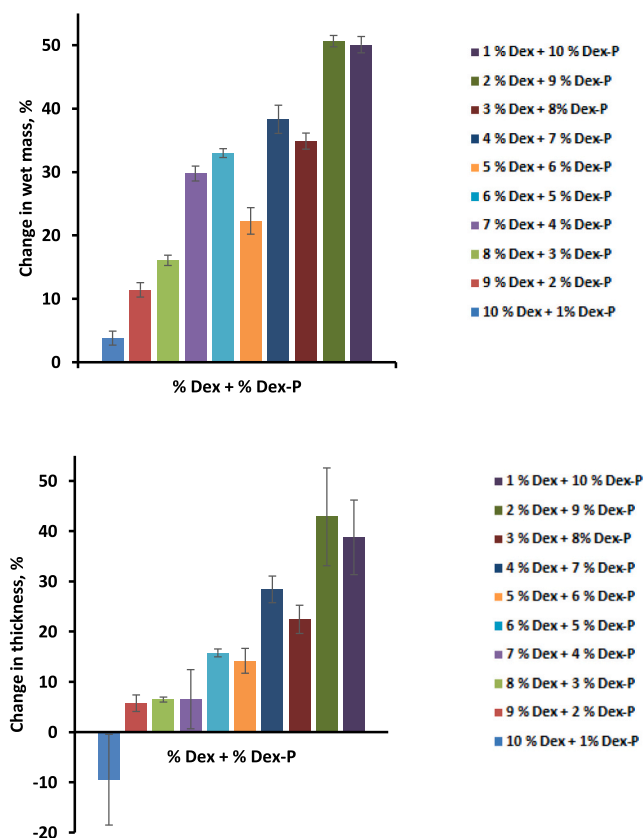 50
40
30
20
10
0
Change in wet mass, %
% Dex + % Dex-P
1 % Dex + 10 % Dex-P
2 % Dex + 9 % Dex-P
3 % Dex + 8% Dex-P
4 % Dex + 7 % Dex-P
5 % Dex + 6 % Dex-P
6 % Dex + 5 % Dex-P
7 % Dex + 4 % Dex-P
8 % Dex + 3 % Dex-P
9 % Dex + 2 % Dex-P
10 % Dex + 1% Dex-P
50
40
30
20
10
0
-10
-20
Change in thickness, %
% Dex + % Dex-P
1 % Dex + 10 % Dex-P
2 % Dex + 9 % Dex-P
3 % Dex + 8% Dex-P
4 % Dex + 7 % Dex-P
5 % Dex + 6 % Dex-P
6 % Dex + 5 % Dex-P
7 % Dex + 4 % Dex-P
8 % Dex + 3 % Dex-P
9 % Dex + 2 % Dex-P
10 % Dex + 1% Dex-P